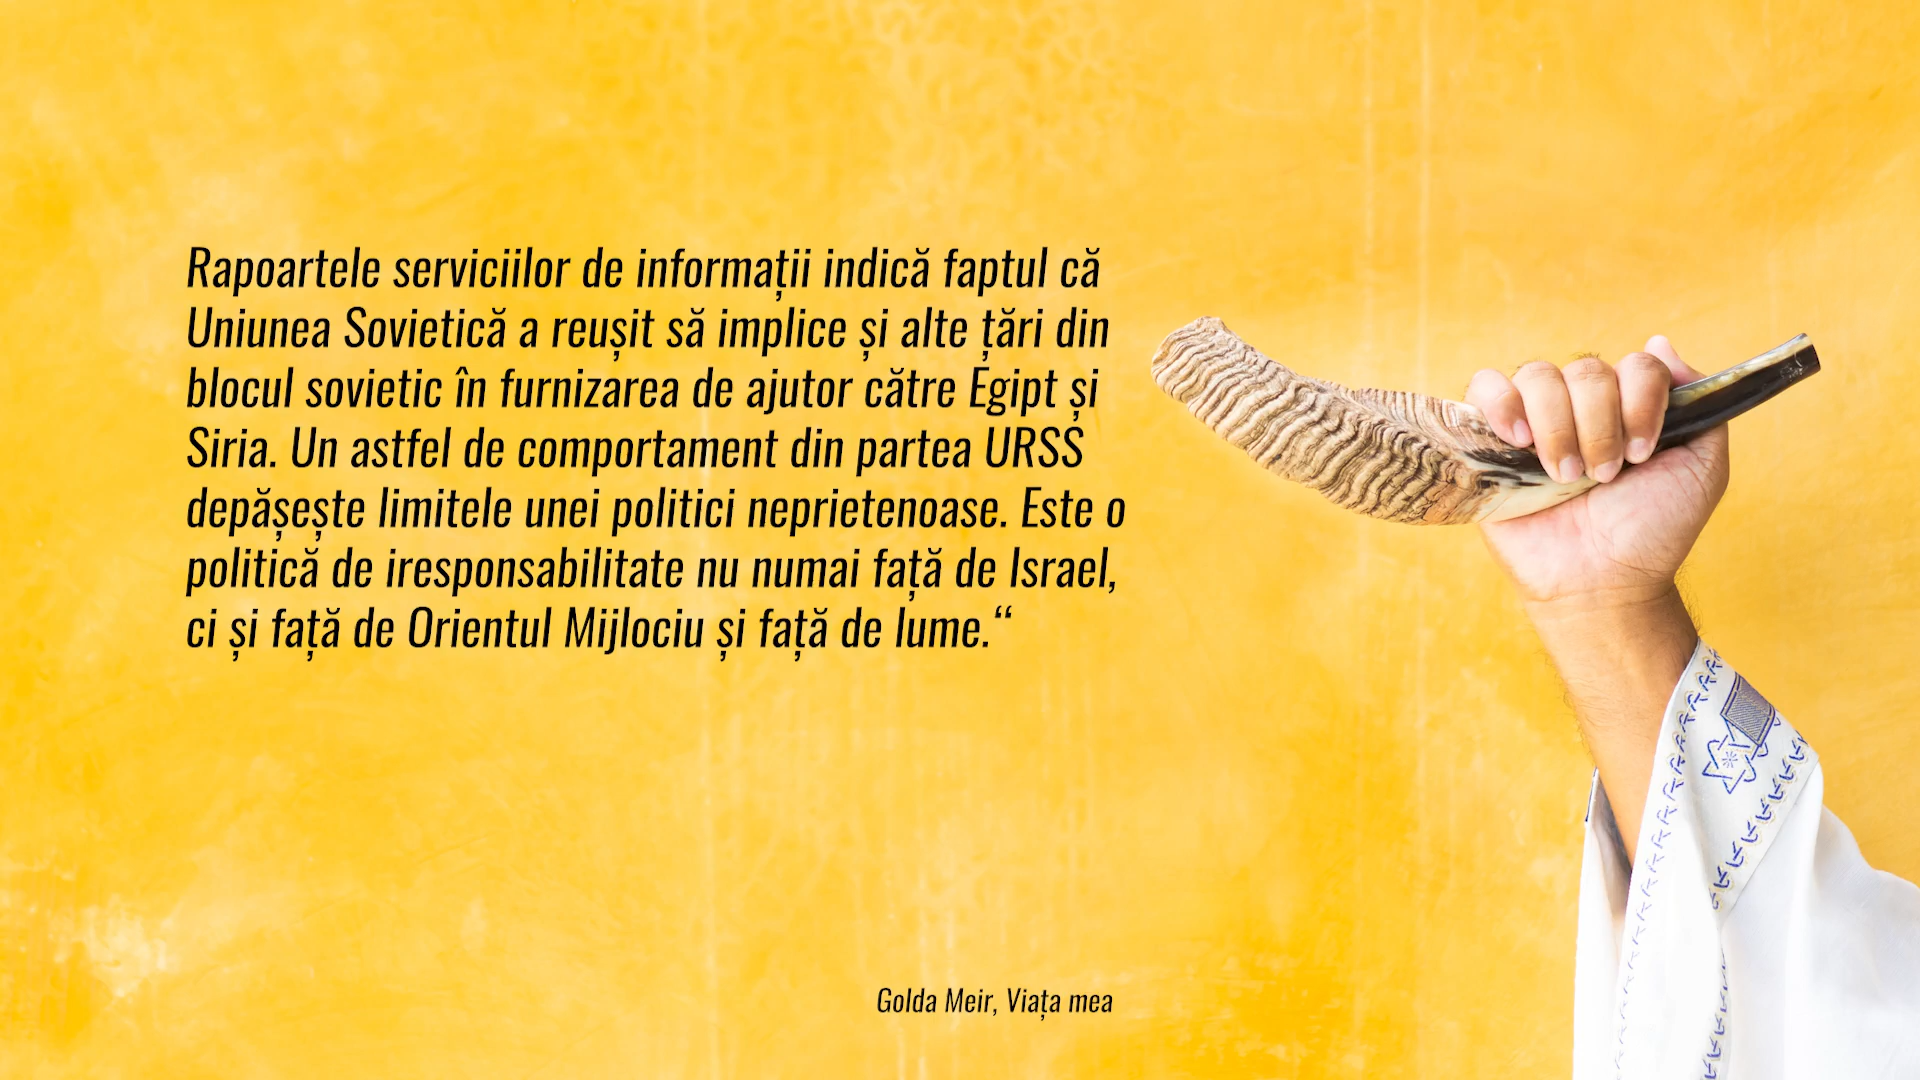 Rapoartele serviciilor de informații indică faptul că
Uniunea Sovietică a reușit să implice și alte țări din
blocul sovietic în furnizarea de ajutor către Egipt și
Siria. Un astfel de comportament din partea URSS
depășește limitele unei politici neprietenoase. Este o
politică de iresponsabilitate nu numai față de Israel,
ci și față de Orientul Mijlociu și față de lume.“
Golda Meir, Viața mea